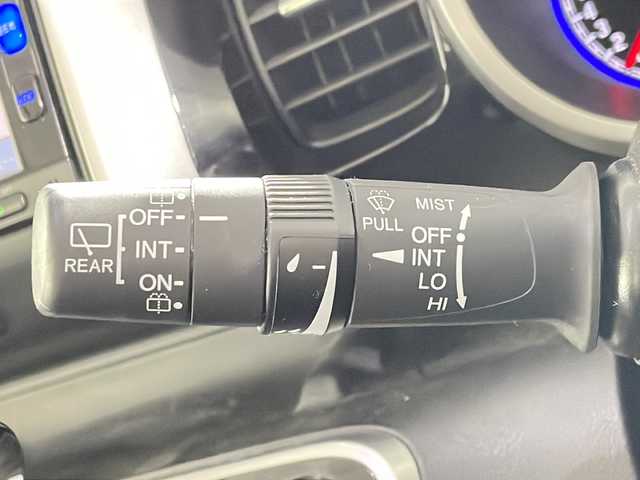 OFF
INT
REAR
ON
PULL
MIST
OFF
INT
LO
HI